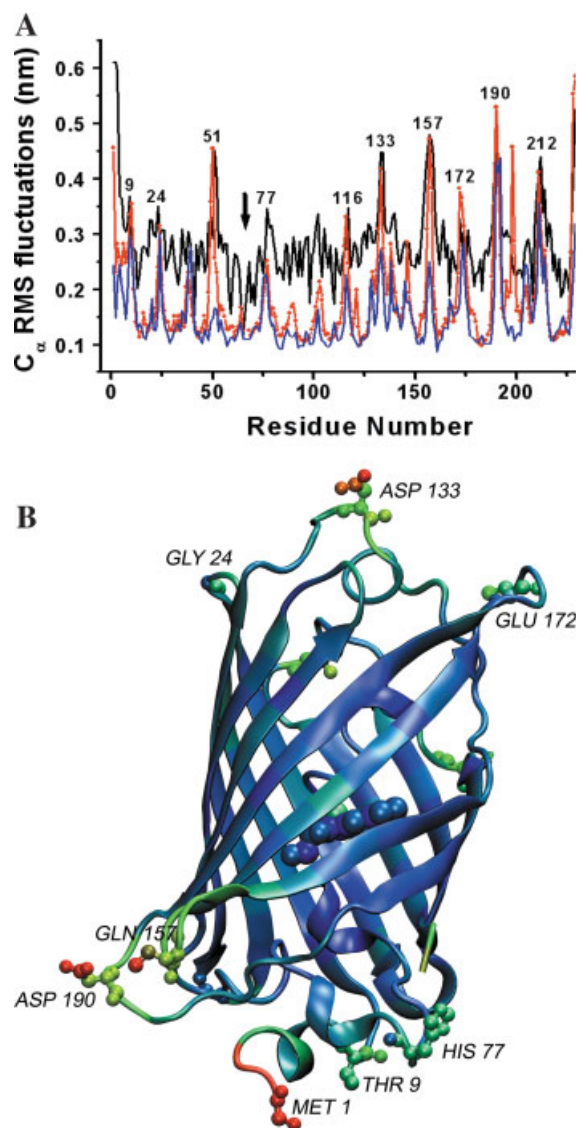 A
Cα RMS fluctuations (nm)
0.6
0.5
0.4
0.3
0.2
0.1
9
24
51
77
116
133
157
172
190
212
0
50
100
150
200
Residue Number
B
ASP 133
GLY 24
GLU 172
GLN 157
ASP 190
HIS 77
THR 9
MET 1